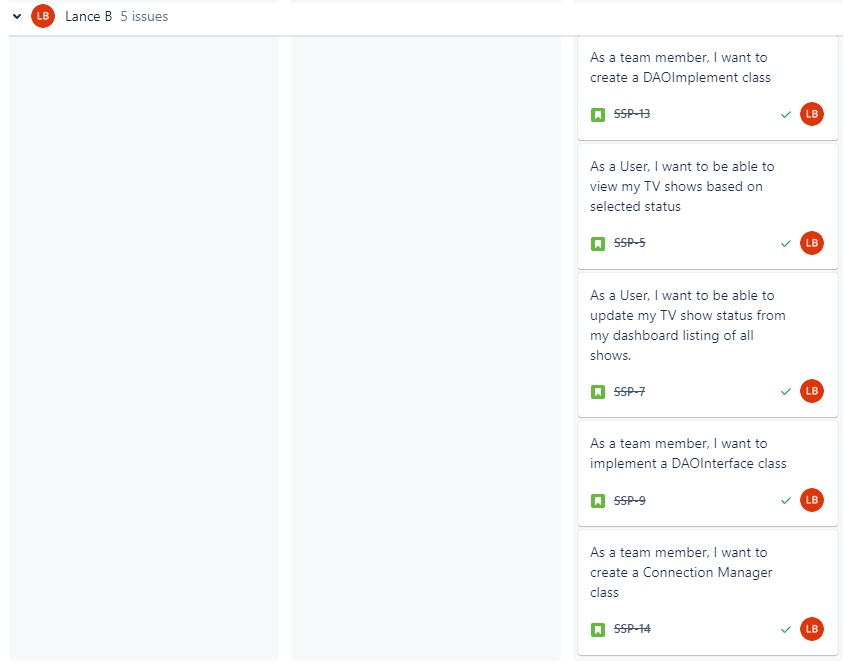 LB Lance B 5 issues
As a team member, I want to
create a DAOImplement class
SSP-13 LB
As a User, I want to be able to
view my TV shows based on
selected status
SSP-5 LB
As a User, I want to be able to
update my TV show status from
my dashboard listing of all
shows.
SSP-7 LB
As a team member, I want to
implement a DAOInterface class
SSP-9 LB
As a team member, I want to
create a Connection Manager
class
SSP-14 LB